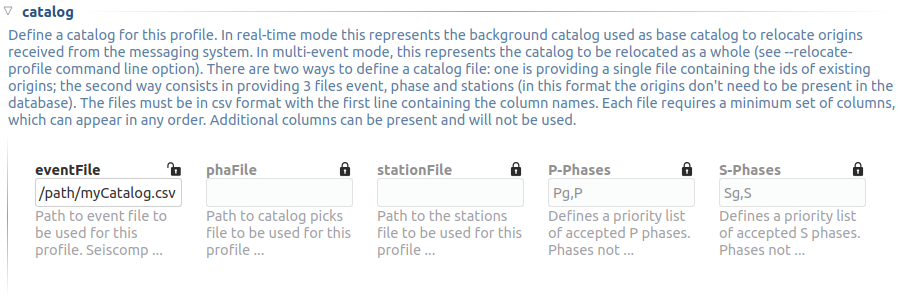 catalog
Define a catalog for this profile. In real-time mode this represents the background catalog used as base catalog to relocate origins
received from the messaging system. In multi-event mode, this represents the catalog to be relocated as a whole (see --relocate-
profile command line option). There are two ways to define a catalog file: one is providing a single file containing the ids of existing
origins; the second way consists in providing 3 files event, phase and stations (in this format the origins don't need to be present in the
database). The files must be in csv format with the first line containing the column names. Each file requires a minimum set of columns,
which can appear in any order. Additional columns can be present and will not be used.
eventFile phaFile stationFile P-Phases S-Phases
/path/myCatalog.csv Pg,P Sg,S
Path to event file to Path to catalog picks Path to the stations Defines a priority list Defines a priority list
be used for this file to be used for this file to be used for this of accepted P phases. of accepted S phases.
profile. Seiscomp ... profile ... profile ... Phases not ... Phases not ...